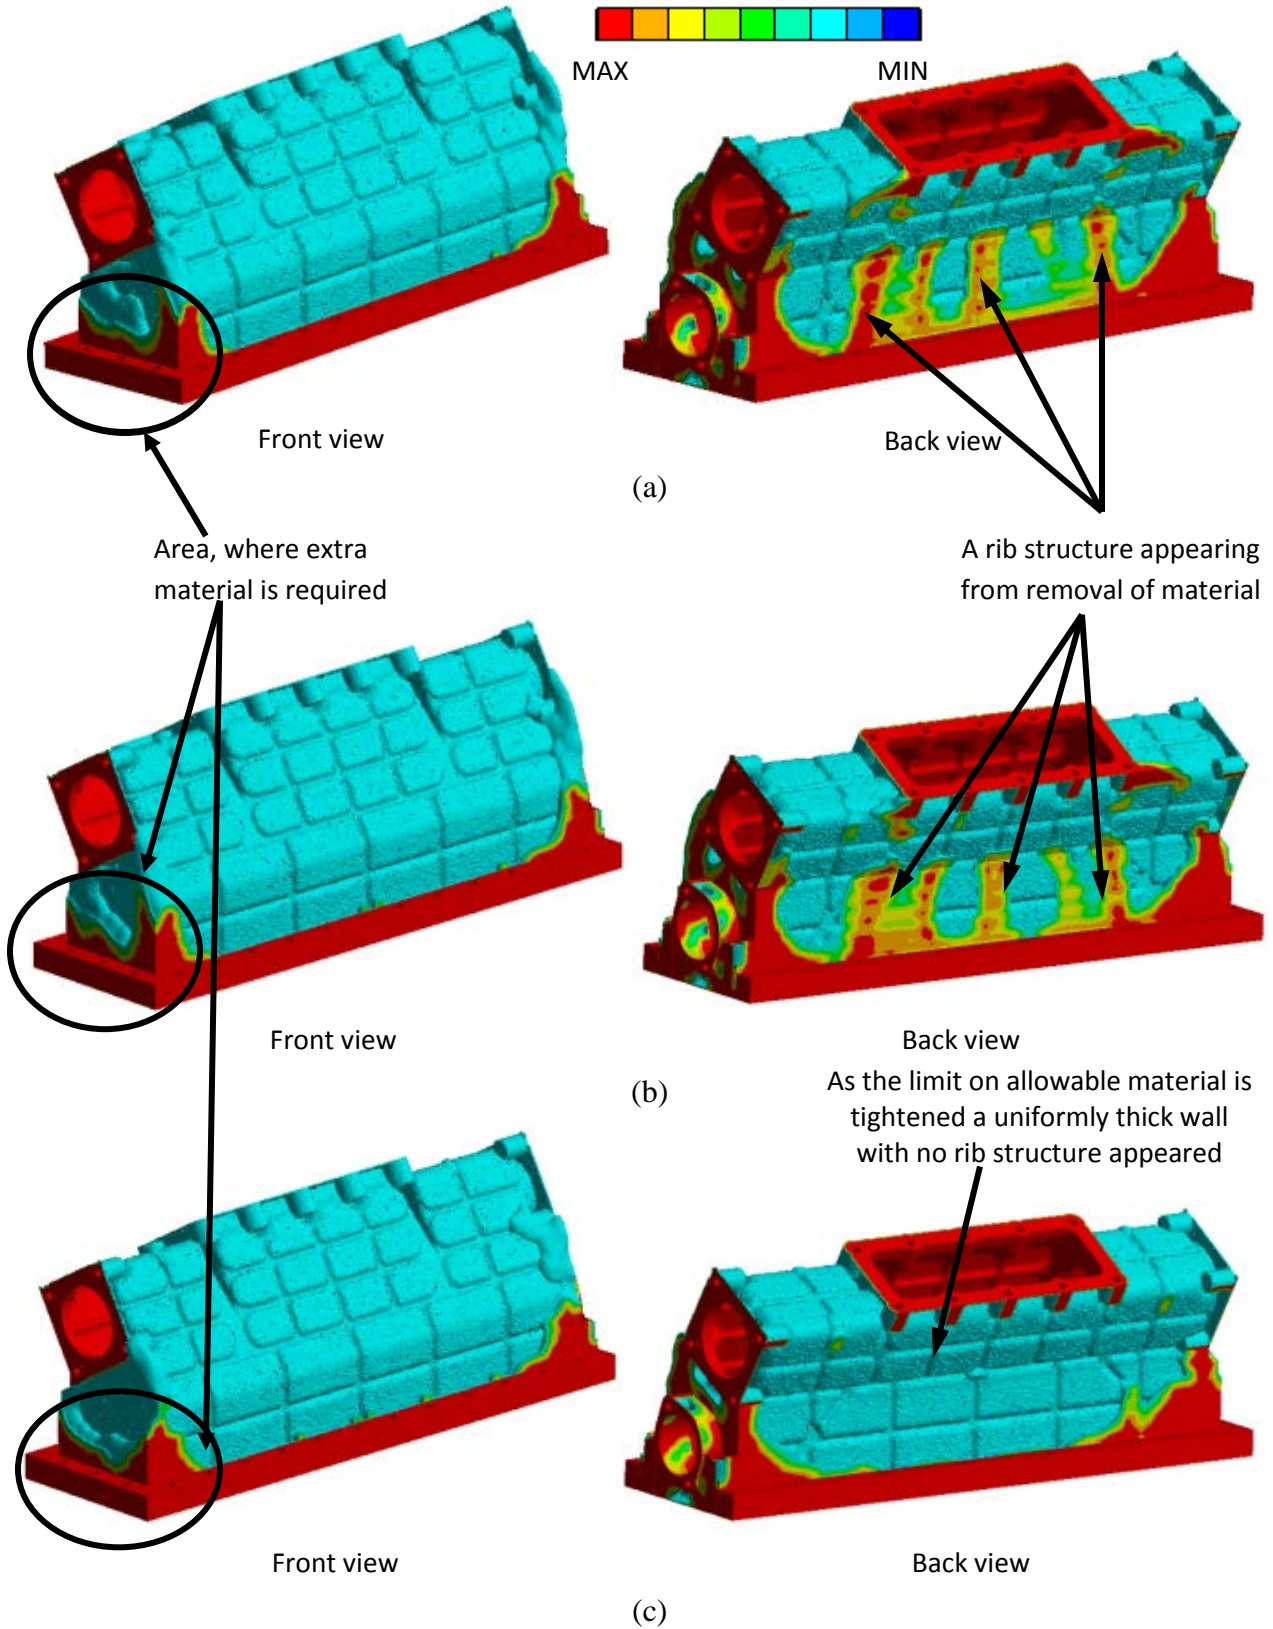 MAX
MIN
Front view
Back view
(a)
Area, where extra
material is required
A rib structure appearing
from removal of material
Front view
Back view
(b)
As the limit on allowable material is
tightened a uniformly thick wall
with no rib structure appeared
Front view
Back view
(c)